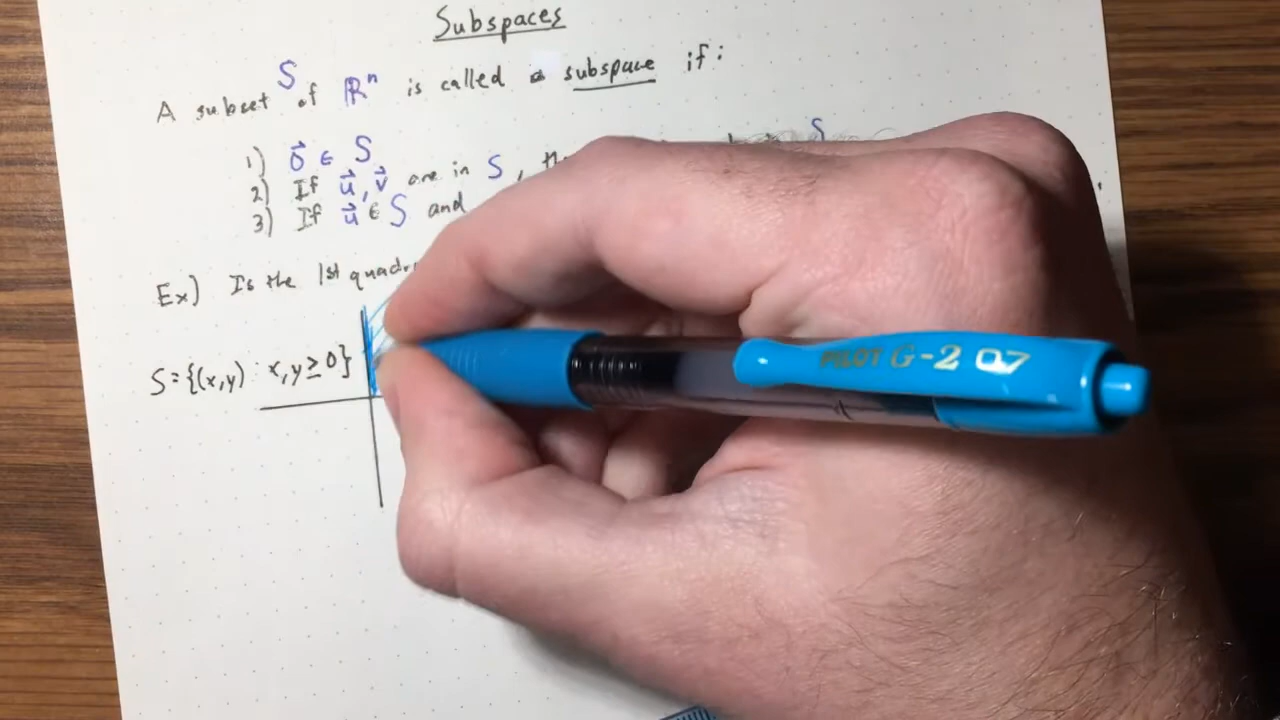 Subspaces
A subset S of ℝⁿ is called a subspace if:
1) 0⃗ ∈ S
2) If u⃗, v⃗ are in S, S
3) If u⃗ ∈ S and
Ex) Is the 1st
S = {(x,y) : x,y ≥ 0}
PILOT G-2 07